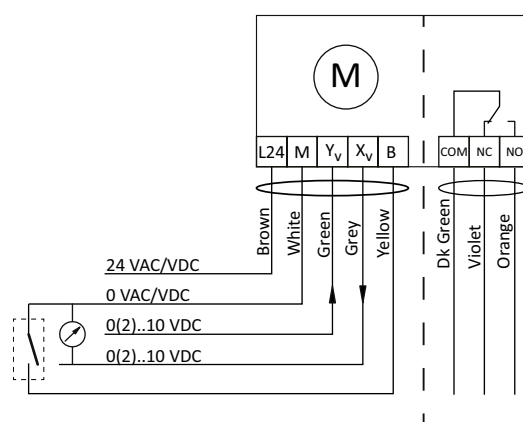 M
L24 M Yv Xv B COM NC NO
Brown White Green Grey Yellow Dk Green Violet Orange
24 VAC/VDC
0 VAC/VDC
0(2)..10 VDC
0(2)..10 VDC